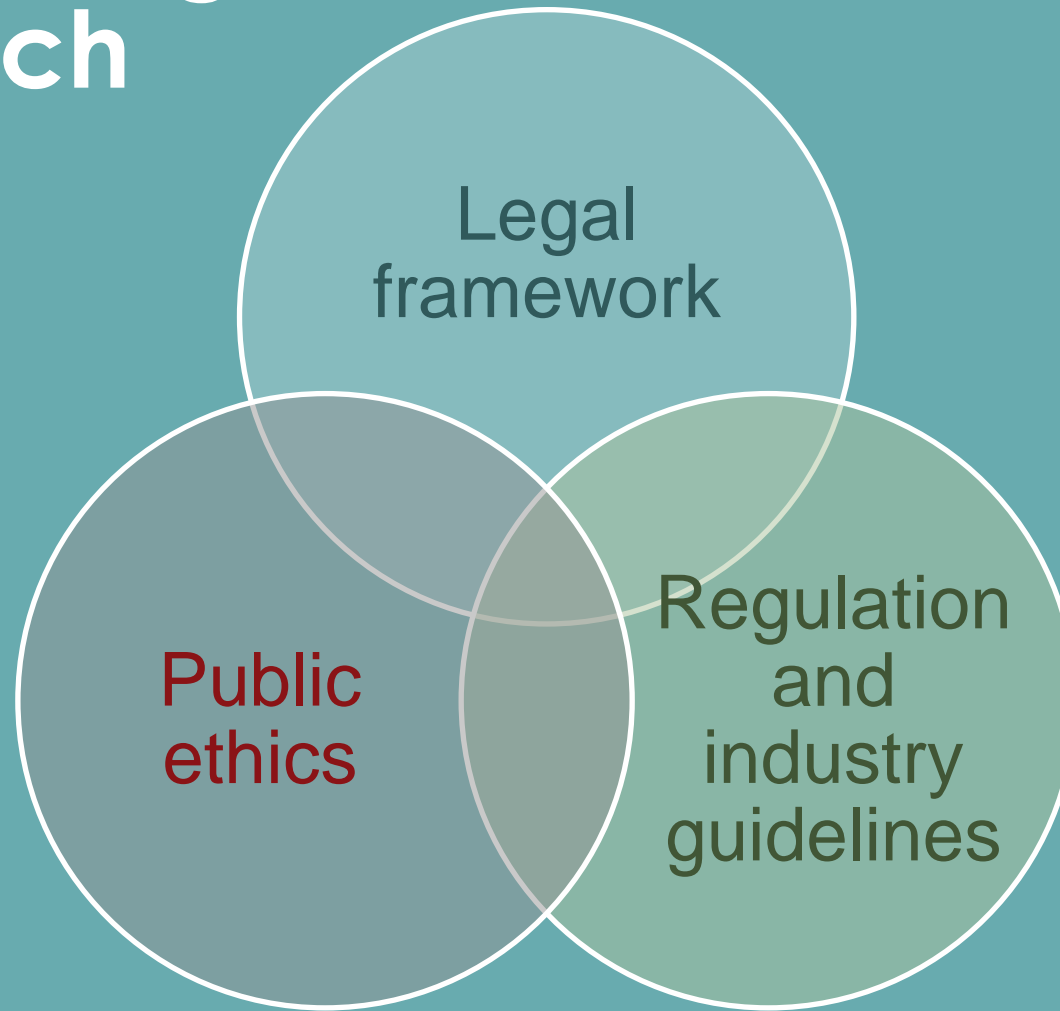 ch
Legal
framework
Public
ethics
Regulation
and
industry
guidelines